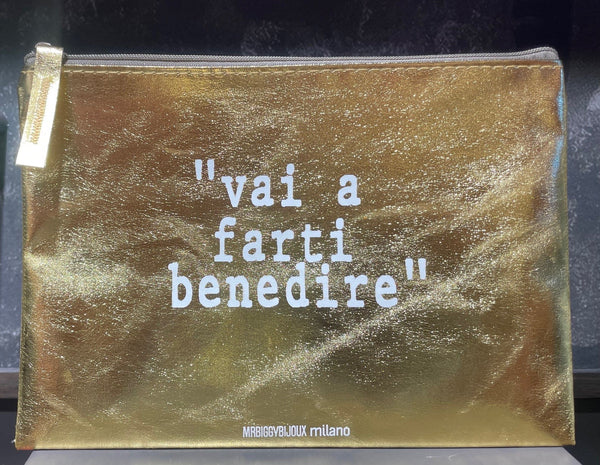 "vai a
farti
benedire"
MRBIGGYBIJOUX milano